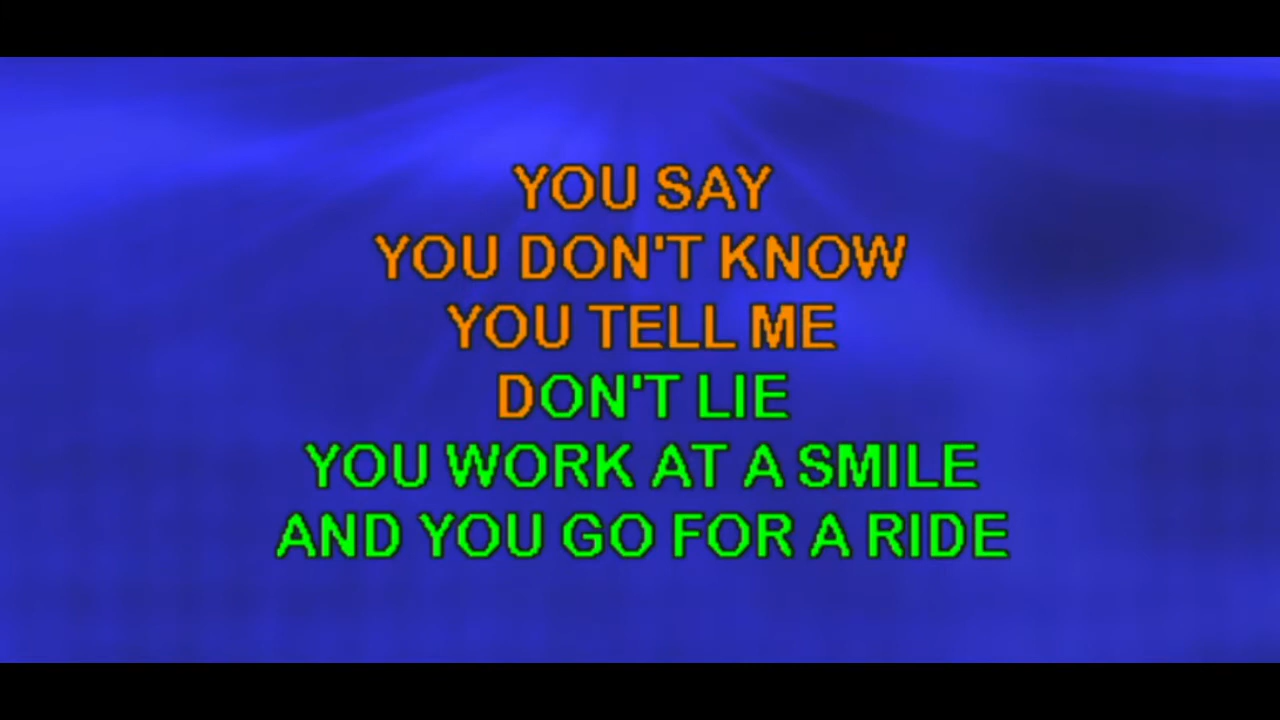 YOU SAY
YOU DON'T KNOW
YOU TELL ME
DON'T LIE
YOU WORK AT A SMILE
AND YOU GO FOR A RIDE